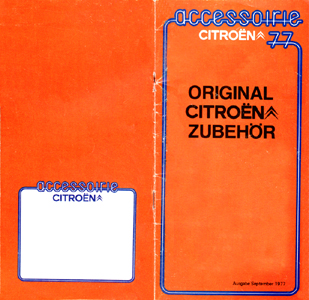 accessoirie
CITROËN
77
ORIGINAL
CITROËN
ZUBEHÖR
Ausgabe September 1977
accessoirie
CITROËN